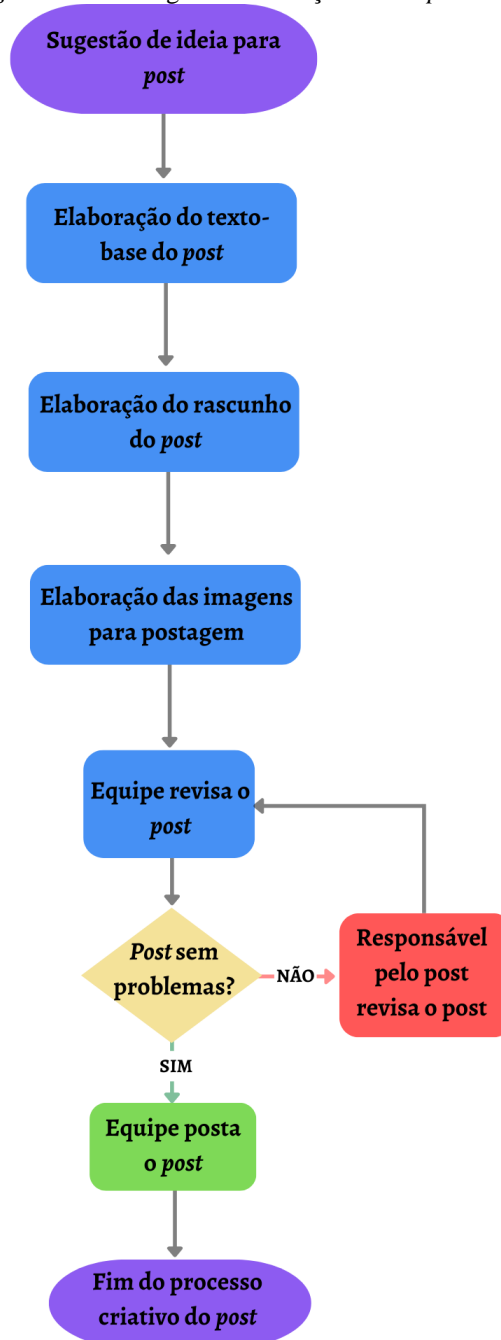 Sugestão de ideia para
post
Elaboração do texto-
base do post
Elaboração do rascunho
do post
Elaboração das imagens
para postagem
Equipe revisa o
post
Post sem
problemas?
NÃO
Responsável
pelo post
revisa o post
SIM
Equipe posta
o post
Fim do processo
criativo do post